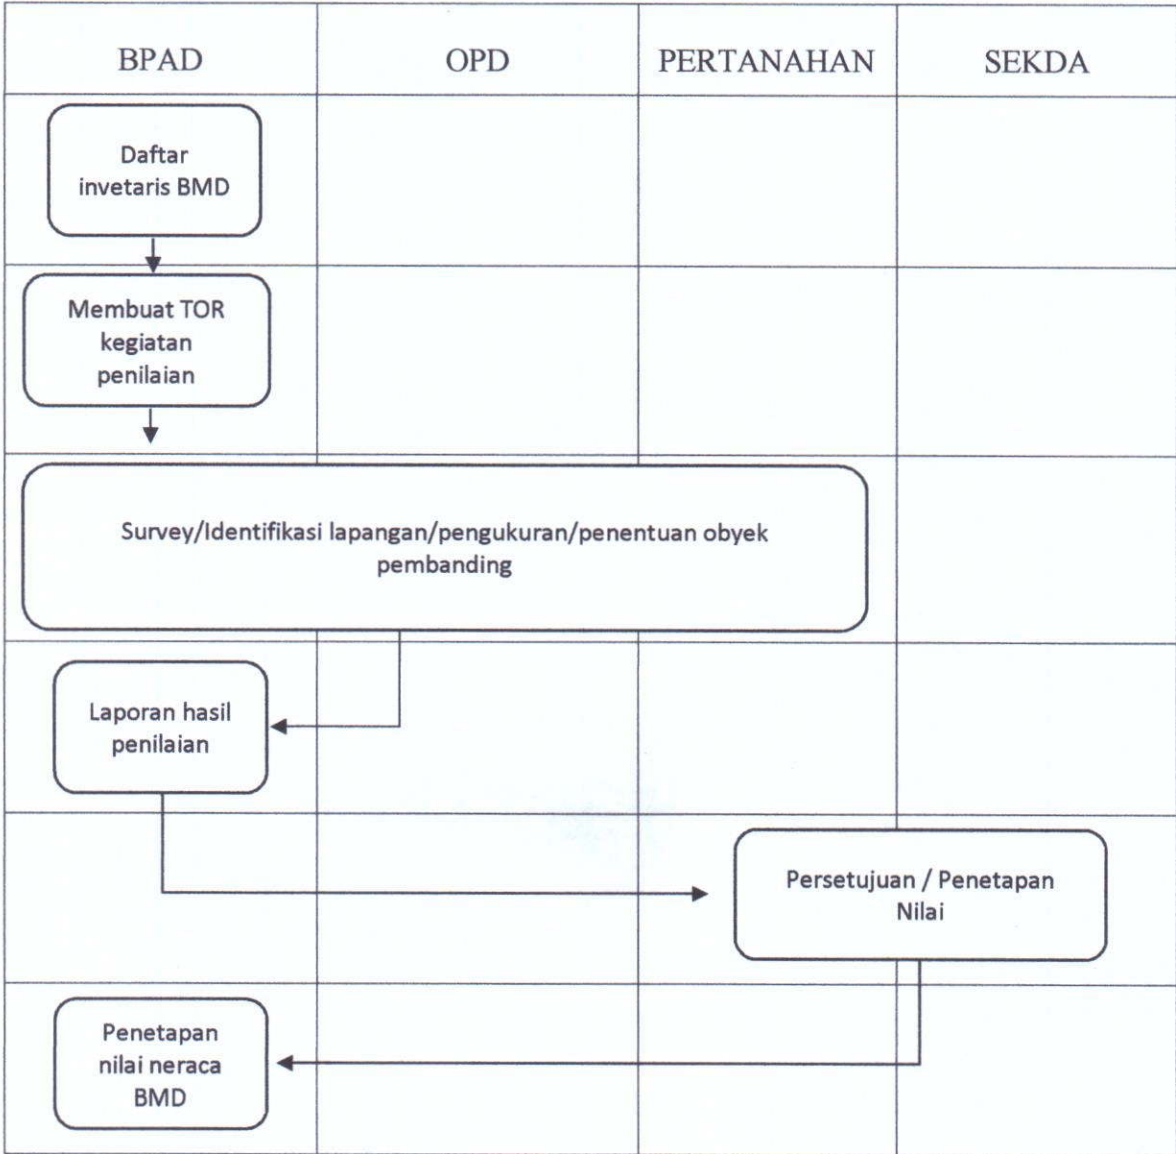 BPAD
OPD
PERTANAHAN
SEKDA
Daftar
invetaris BMD
Membuat TOR
kegiatan
penilaian
Survey/Identifikasi lapangan/pengukuran/penentuan obyek
pembanding
Laporan hasil
penilaian
Persetujuan / Penetapan
Nilai
Penetapan
nilai neraca
BMD